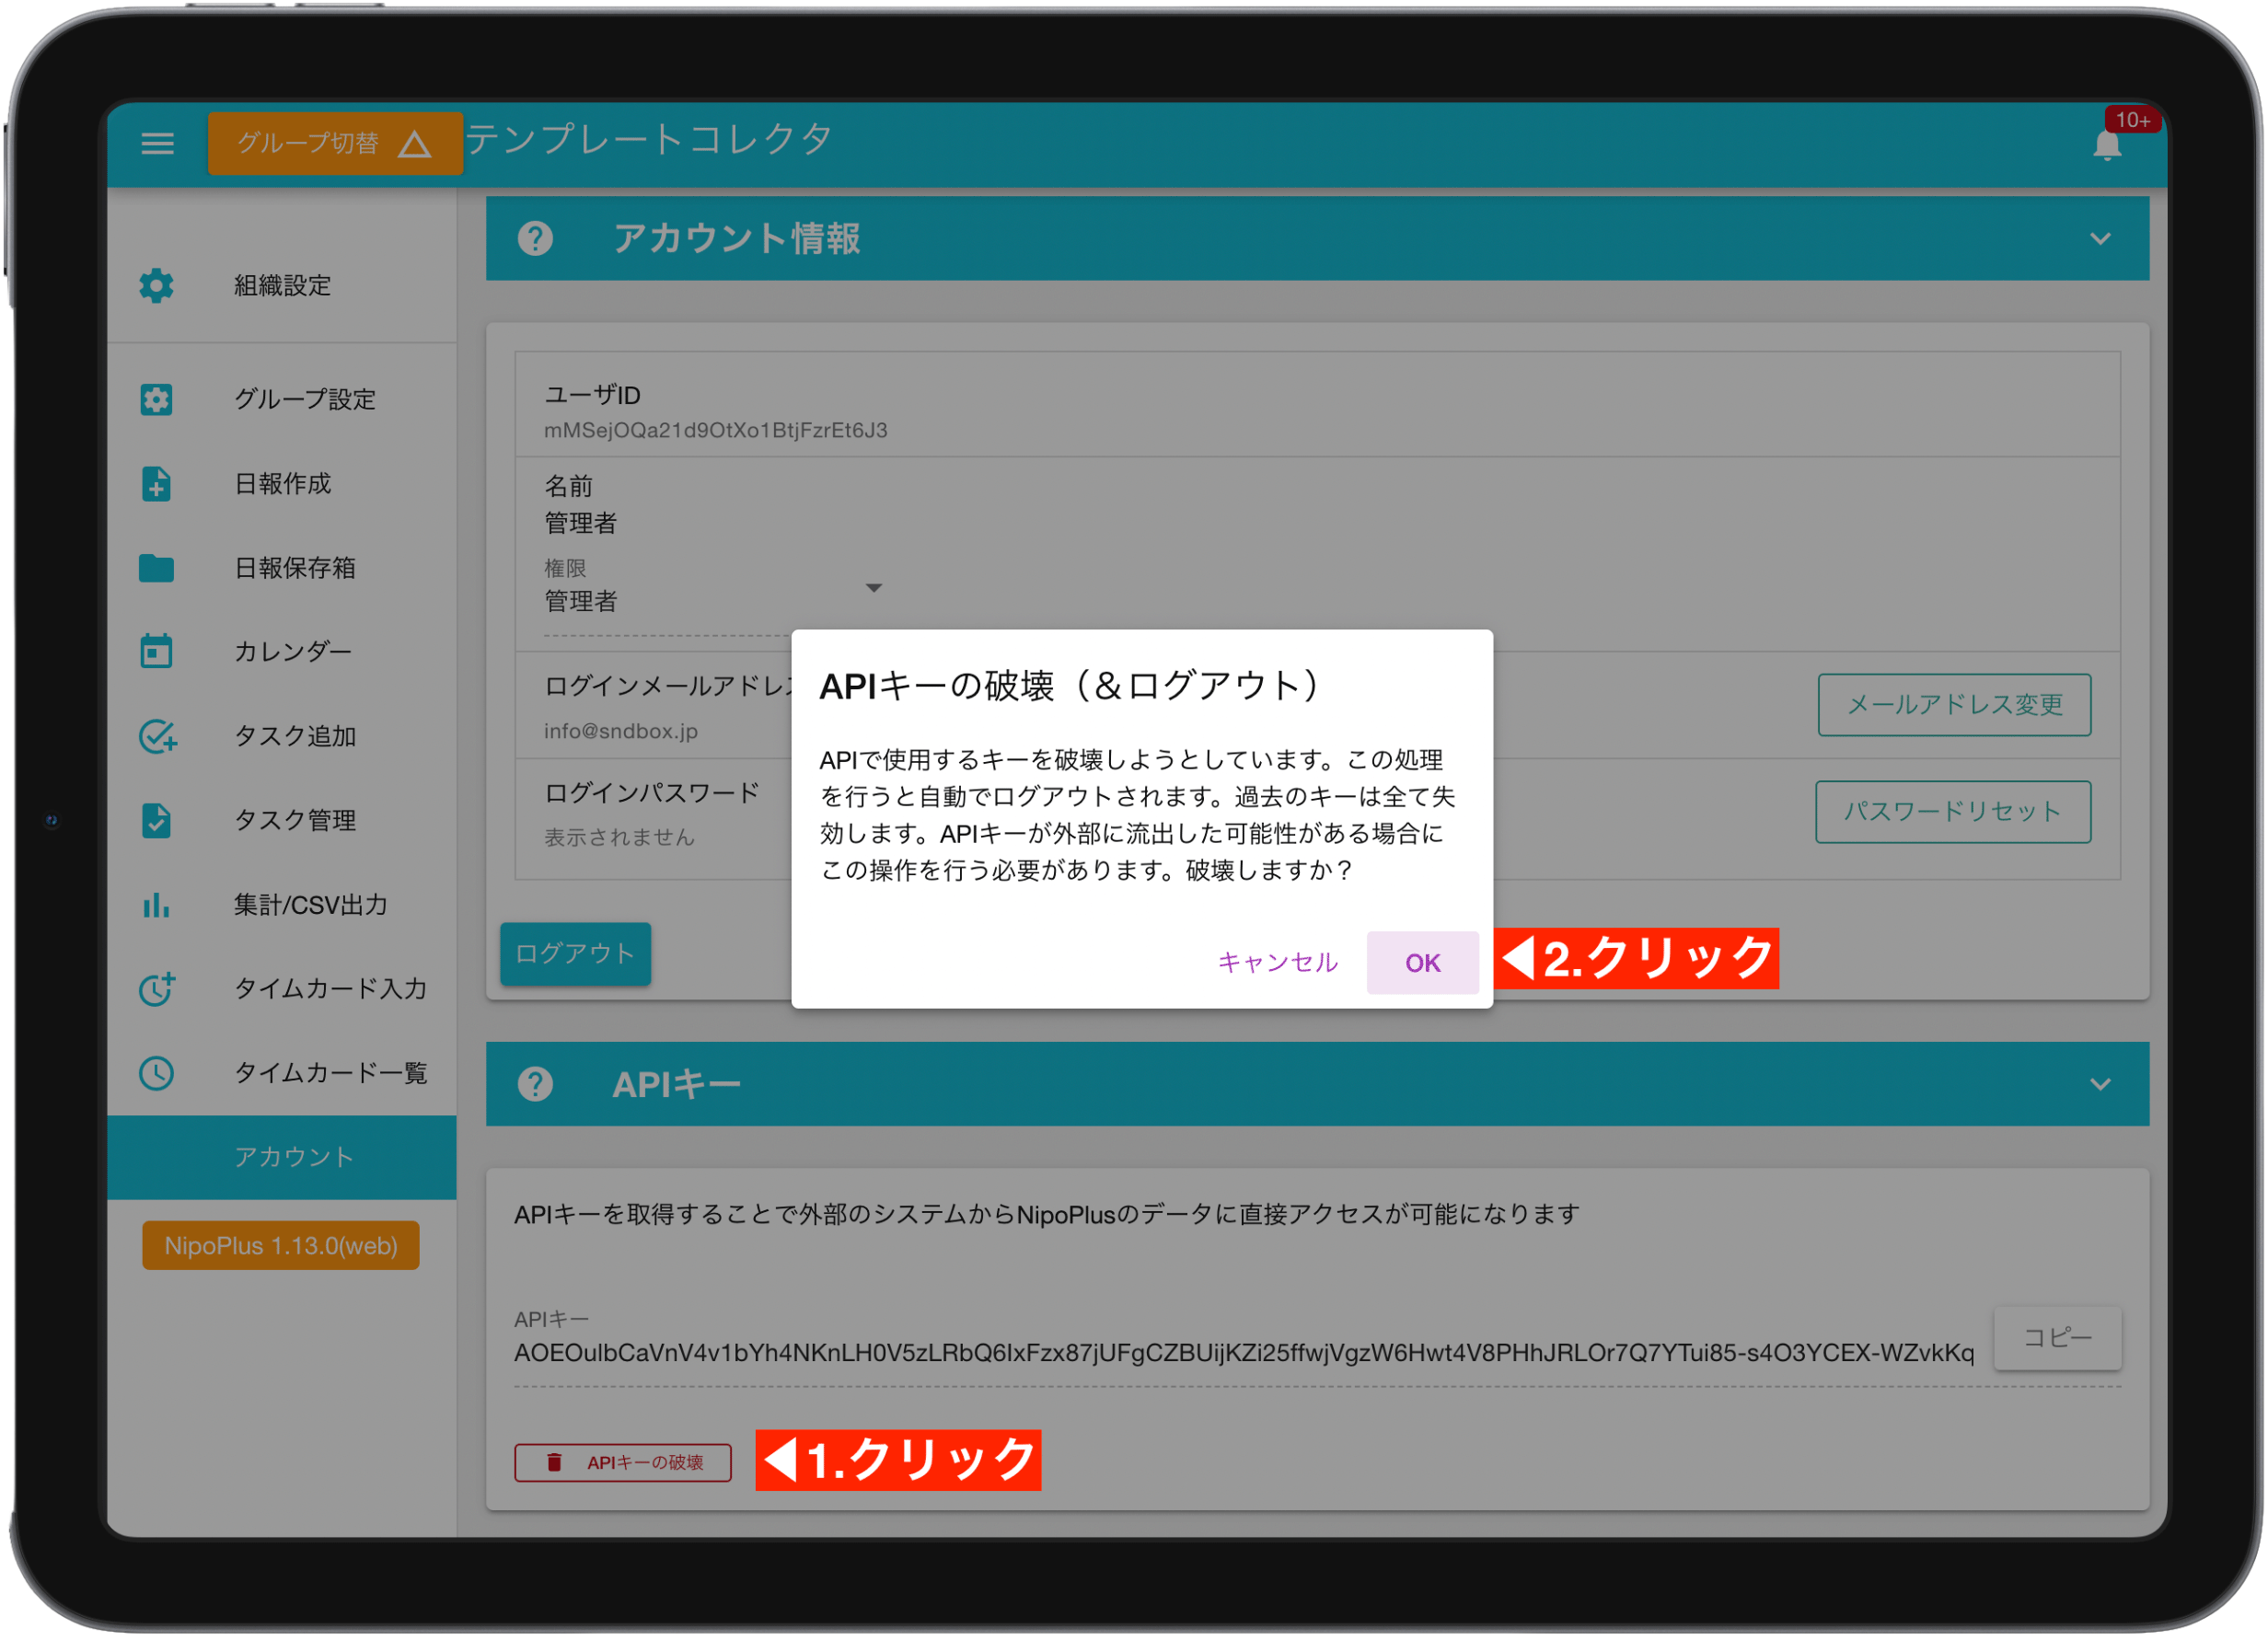 グループ切替
テンプレートコレクタ
10+
組織設定
グループ設定
日報作成
日報保存箱
カレンダー
タスク追加
タスク管理
集計/CSV出力
タイムカード入力
タイムカード一覧
アカウント
NipoPlus 1.13.0(web)
アカウント情報
ユーザID
mMSejOQa21d9OtXo1BtjFzrEt6J3
名前
管理者
権限
管理者
ログインメールアドレス
info@sndbox.jp
メールアドレス変更
ログインパスワード
表示されません
パスワードリセット
ログアウト
APIキーの破壊（＆ログアウト）
APIで使用するキーを破壊しようとしています。この処理
を行うと自動でログアウトされます。過去のキーは全て失
効します。APIキーが外部に流出した可能性がある場合に
この操作を行う必要があります。破壊しますか？
キャンセル
OK
◀2.クリック
APIキー
APIキーを取得することで外部のシステムからNipoPlusのデータに直接アクセスが可能になります
APIキー
AOEOulbCaVnV4v1bYh4NKnLH0V5zLRbQ6IxFzx87jUFgCZBUijKZi25ffwjVgzW6Hwt4V8PHhJRLOr7Q7YTui85-s4O3YCEX-WZvkKq
コピー
APIキーの破壊
◀1.クリック